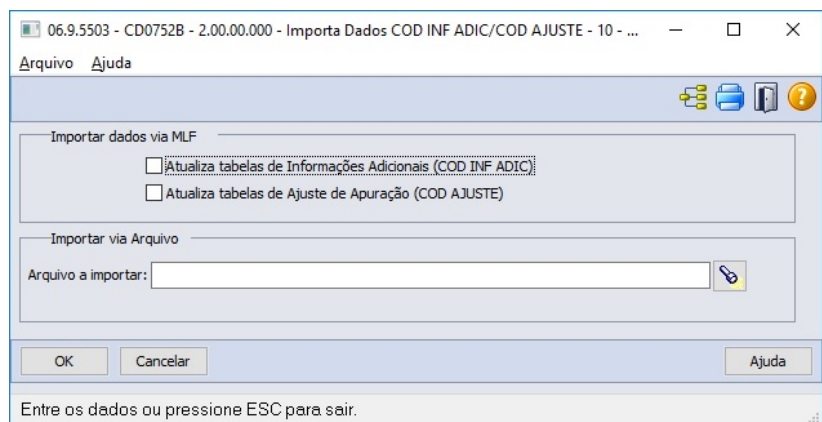 06.9.5503 - CD0752B - 2.00.00.000 - Importa Dados COD INF ADIC/COD AJUSTE - 10 - ...
Arquivo Ajuda
Importar dados via MLF
Atualiza tabelas de Informações Adicionais (COD INF ADIC)
Atualiza tabelas de Ajuste de Apuração (COD AJUSTE)
Importar via Arquivo
Arquivo a importar:
OK Cancelar Ajuda
Entre os dados ou pressione ESC para sair.